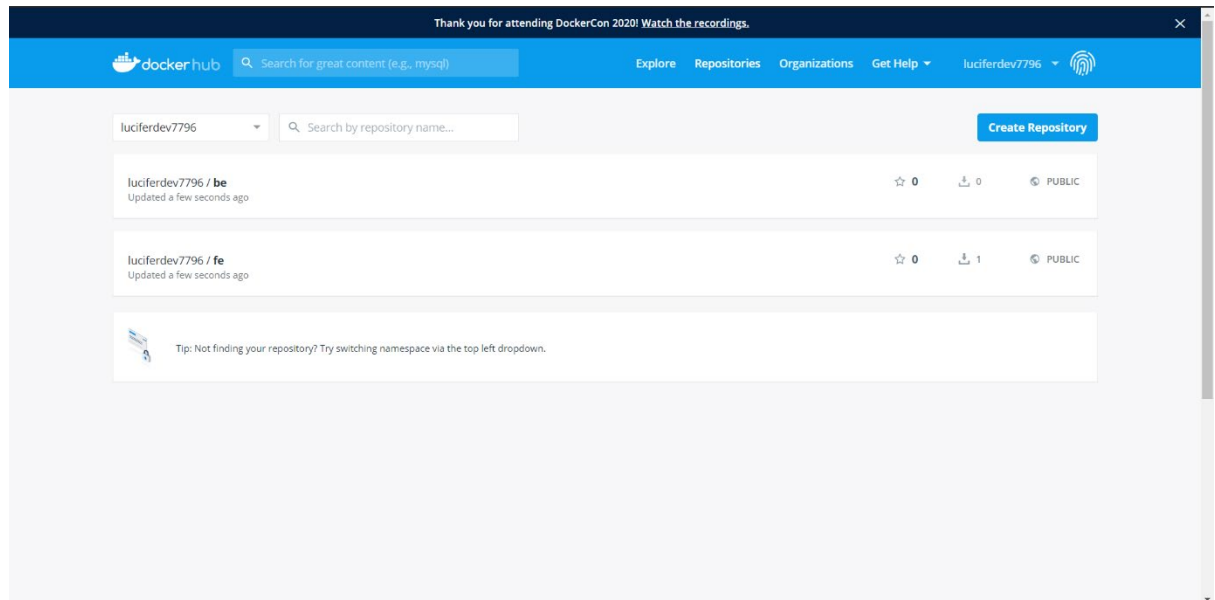 Thank you for attending DockerCon 2020! Watch the recordings.
dockerhub
Search for great content (e.g., mysql)
Explore
Repositories
Organizations
Get Help
luciferdev7796
luciferdev7796
Search by repository name...
Create Repository
luciferdev7796 / be
Updated a few seconds ago
0
0
PUBLIC
luciferdev7796 / fe
Updated a few seconds ago
0
1
PUBLIC
Tip: Not finding your repository? Try switching namespace via the top left dropdown.